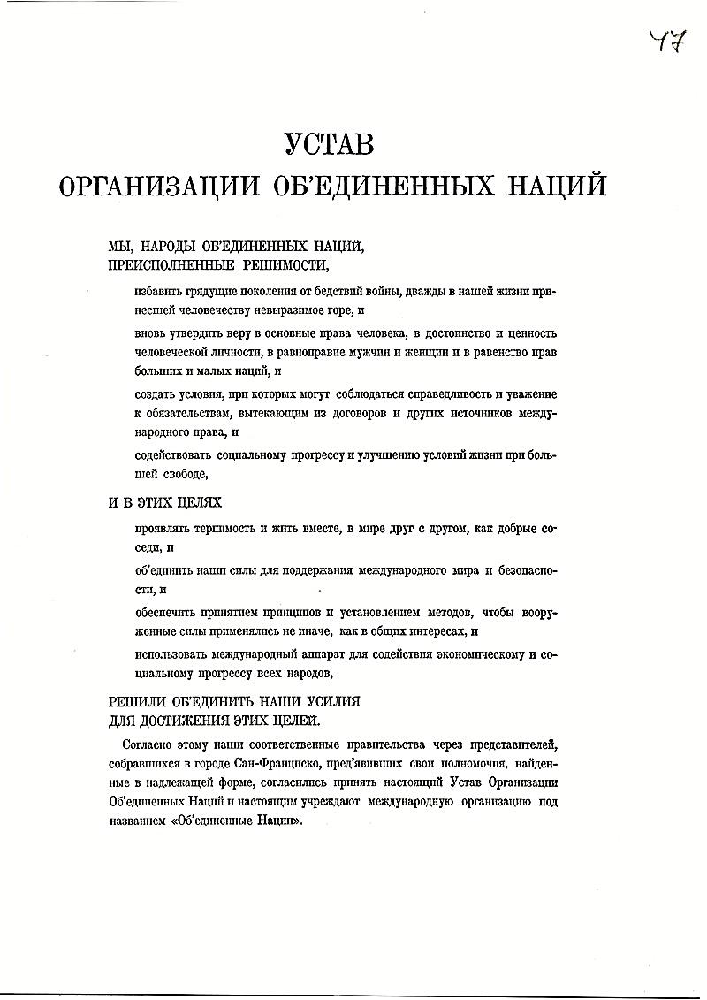 47
УСТАВ
ОРГАНИЗАЦИИ ОБ’ЕДИНЕННЫХ НАЦИЙ
МЫ, НАРОДЫ ОБ’ЕДИНЕННЫХ НАЦИЙ,
ПРЕИСПОЛНЕННЫЕ РЕШИМОСТИ,
избавить грядущие поколения от бедствий войны, дважды в нашей жизни при-
несшей человечеству невыразимое горе, и
вновь утвердить веру в основные права человека, в достоинство и ценность
человеческой личности, в равноправие мужчин и женщин и в равенство прав
больших и малых наций, и
создать условия, при которых могут соблюдаться справедливость и уважение
к обязательствам, вытекающим из договоров и других источников между-
народного права, и
содействовать социальному прогрессу и улучшению условий жизни при боль-
шей свободе,
И В ЭТИХ ЦЕЛЯХ
проявлять терпимость и жить вместе, в мире друг с другом, как добрые со-
седи, и
об’единить наши силы для поддержания международного мира и безопасно-
сти, и
обеспечить принятием принципов и установлением методов, чтобы воору-
женные силы применялись не иначе, как в общих интересах, и
использовать международный аппарат для содействия экономическому и со-
циальному прогрессу всех народов,
РЕШИЛИ ОБ’ЕДИНИТЬ НАШИ УСИЛИЯ
ДЛЯ ДОСТИЖЕНИЯ ЭТИХ ЦЕЛЕЙ.
Согласно этому наши соответственные правительства через представителей,
собравшихся в городе Сан-Франциско, пред’явивших свои полномочия, найден-
ные в надлежащей форме, согласились принять настоящий Устав Организации
Об’единенных Наций и настоящим учреждают международную организацию под
названием «Об’единенные Нации».